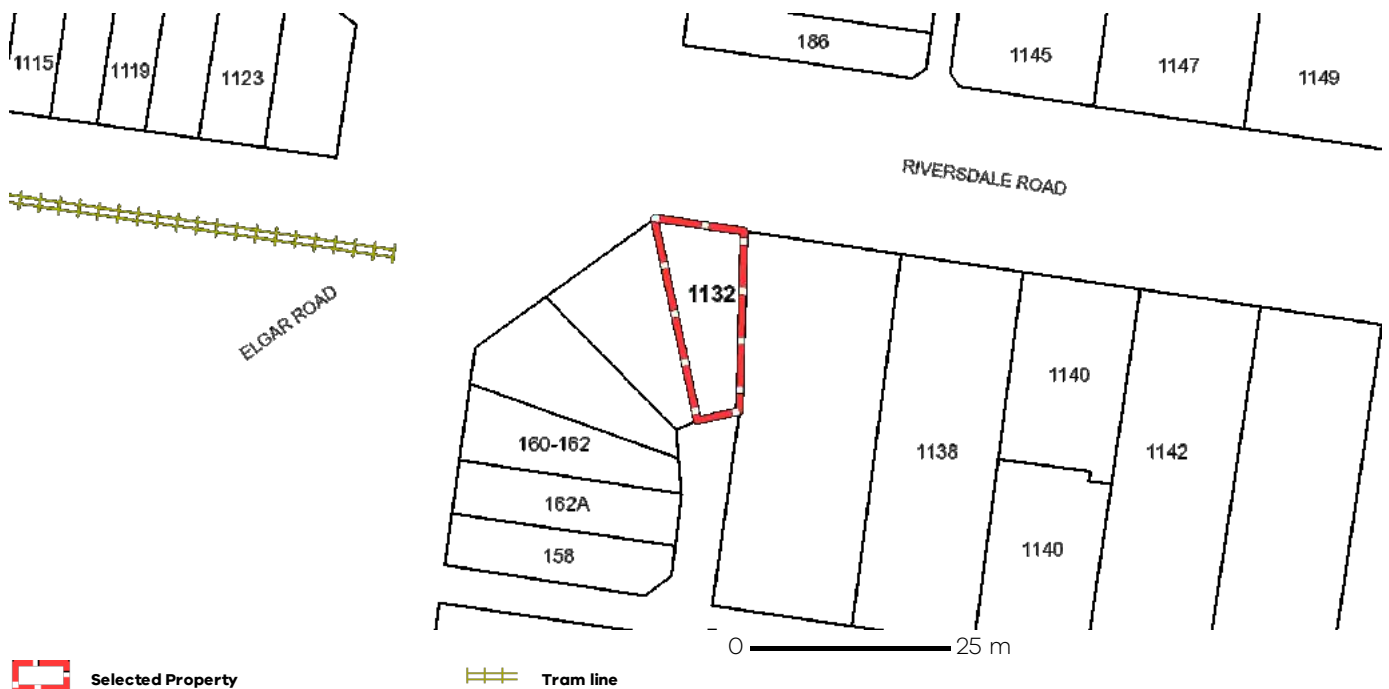 186
1145
1115
1147
1119
1123
1149
RIVERSDALE ROAD
1132
ELGAR ROAD
1140
160-162
1138
1142
162A
1140
158
0 25 m
Selected Property
Tram line